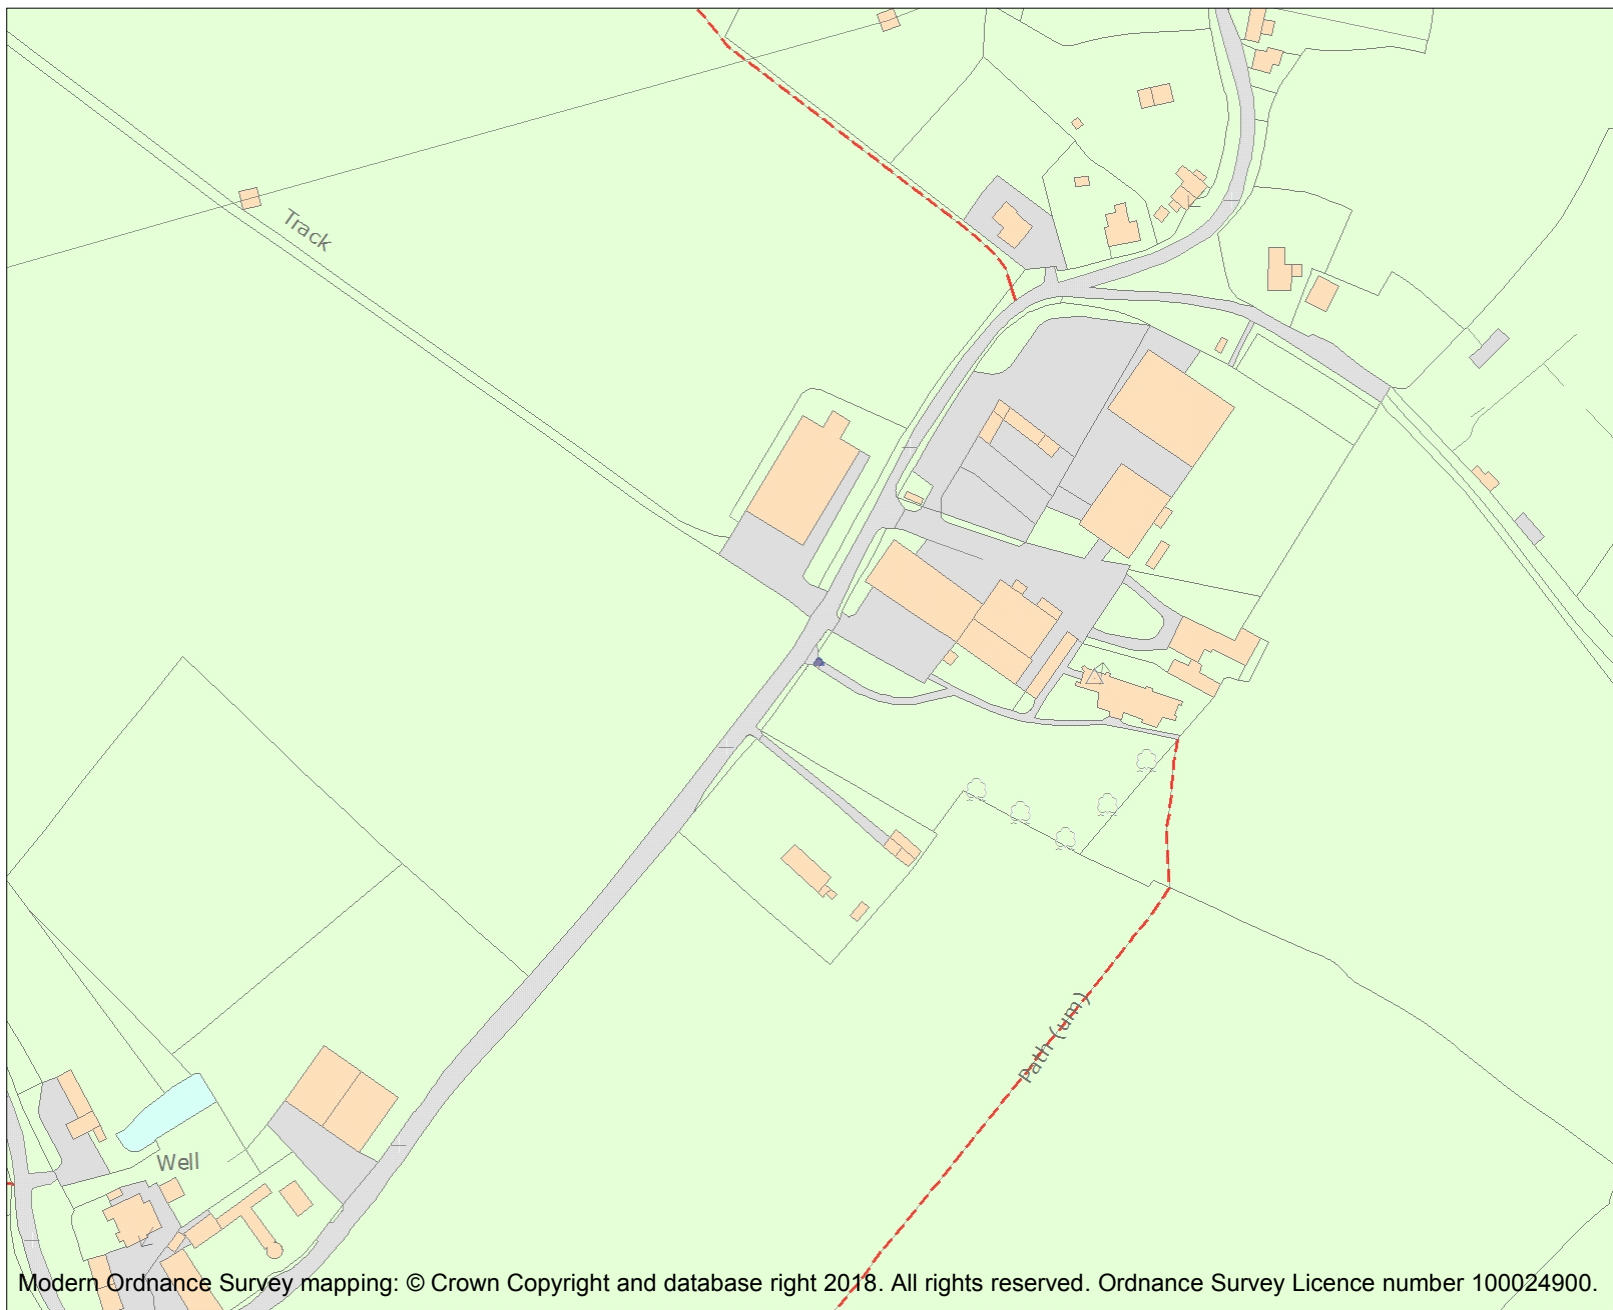 Track
Path (um)
Well
Modern Ordnance Survey mapping: © Crown Copyright and database right 2018. All rights reserved. Ordnance Survey Licence number 100024900.